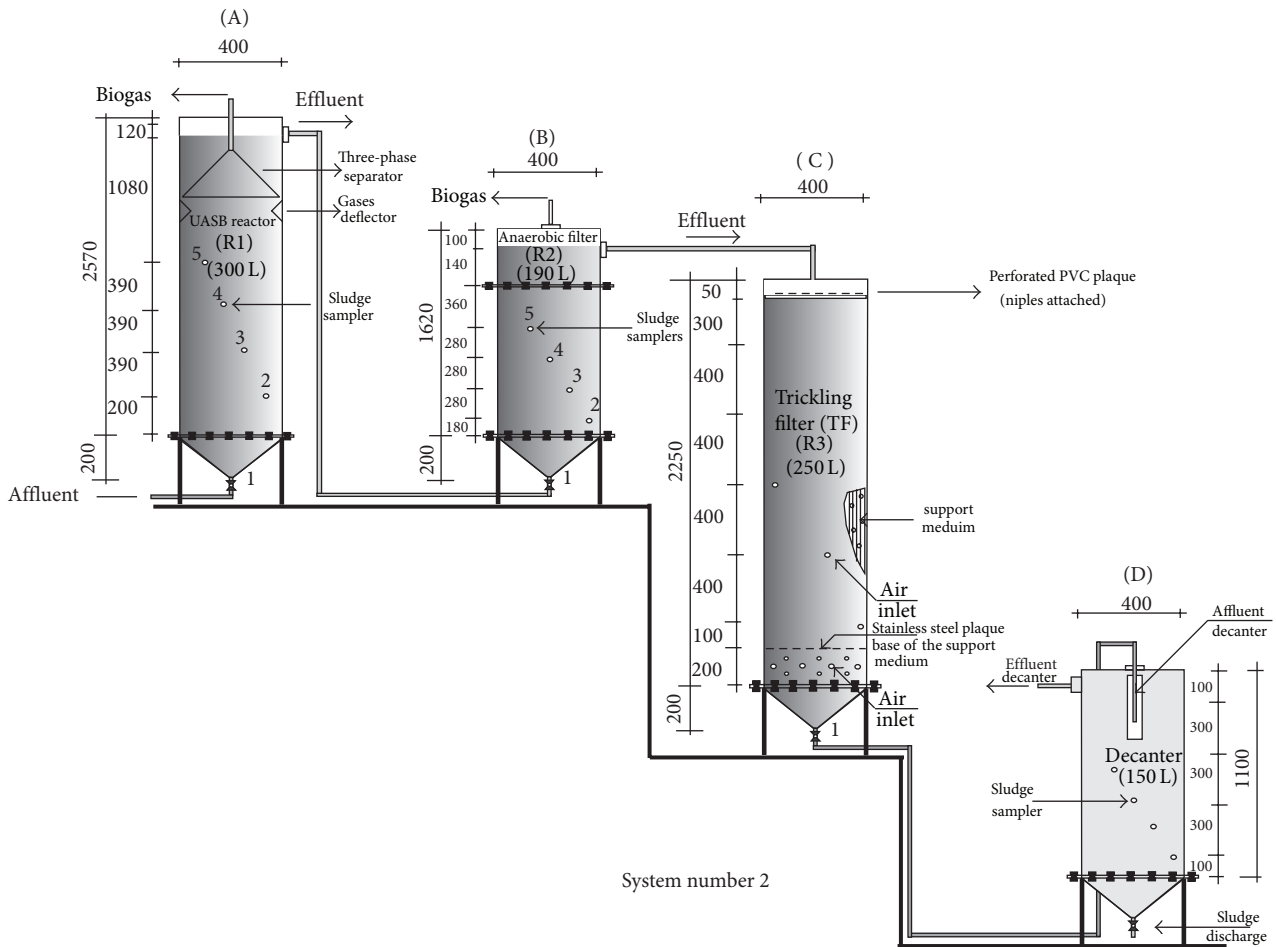 (A)
400
Biogas
Effluent
120
1080
2570
390
390
390
200
200
Three-phase
separator
Gases
deflector
UASB reactor
(R1)
(300 L)
5
4
3
2
1
Sludge
sampler
Affluent
(B)
400
Biogas
100
140
360
280
280
280
180
1620
200
Anaerobic filter
(R2)
(190 L)
5
4
3
2
1
Sludge
samplers
Effluent
(C)
400
50
300
400
400
400
400
100
200
2250
200
Perforated PVC plaque
(niples attached)
Trickling
filter (TF)
(R3)
(250 L)
support
meduim
Air
inlet
Stainless steel plaque
base of the support
medium
Air
inlet
1
(D)
400
Affluent
decanter
Effluent
decanter
100
300
300
300
100
1100
Decanter
(150 L)
Sludge
sampler
Sludge
discharge
System number 2